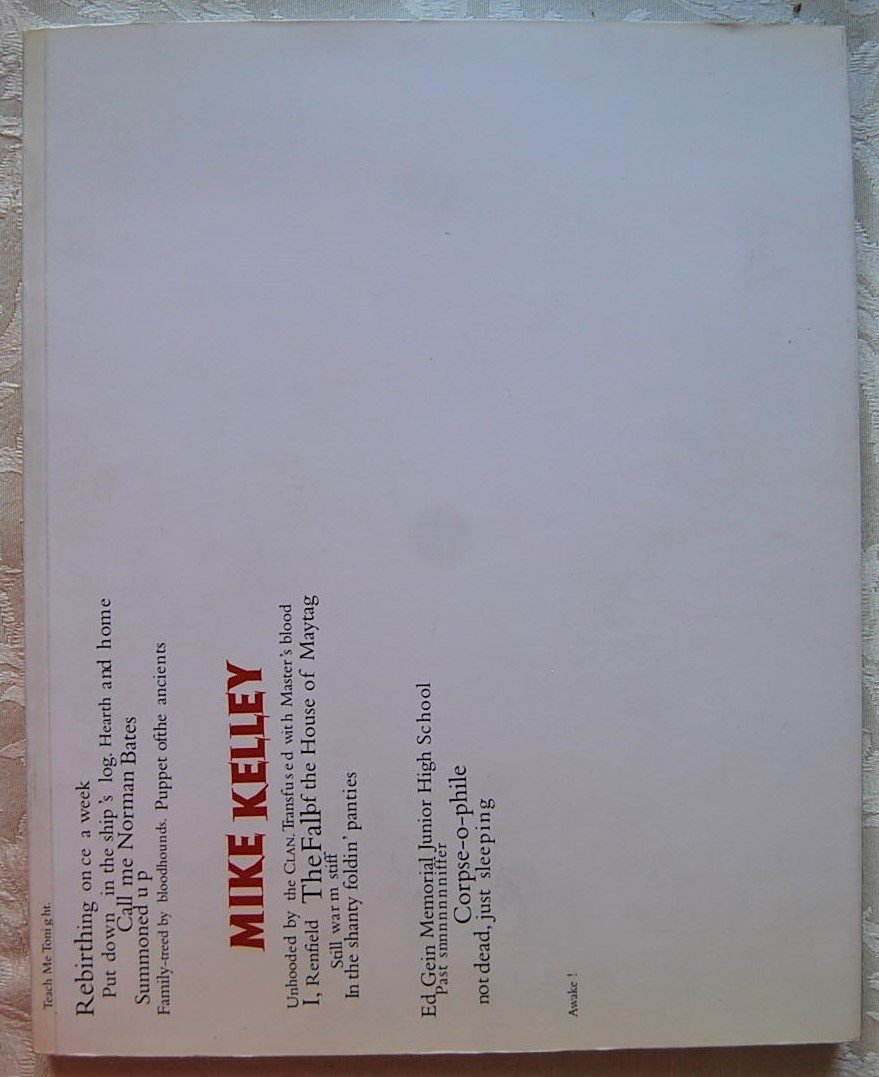 Teach Me Tonight.
Rebirthing once a week
Put down in the ship's log. Hearth and home
Call me Norman Bates
Summoned up
Family-treed by bloodhounds. Puppet ofthe ancients
MIKE KELLEY
Unhooded by the CLAN. Transfused with Master's blood
I, Renfield The Fall of the House of Maytag
Still warm stiff
In the shanty foldin' panties
Ed Gein Memorial Junior High School
Past snnnnnnnniffer
Corpse-o-phile
not dead, just sleeping
Awake !